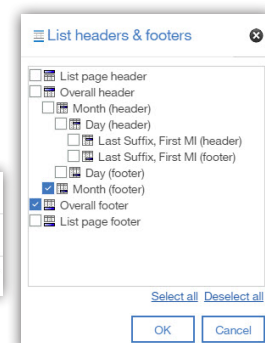 List headers & footers
List page header
Overall header
Month (header)
Day (header)
Last Suffix, First MI (header)
Last Suffix, First MI (footer)
Day (footer)
Month (footer)
Overall footer
List page footer
Select all Deselect all
OK Cancel